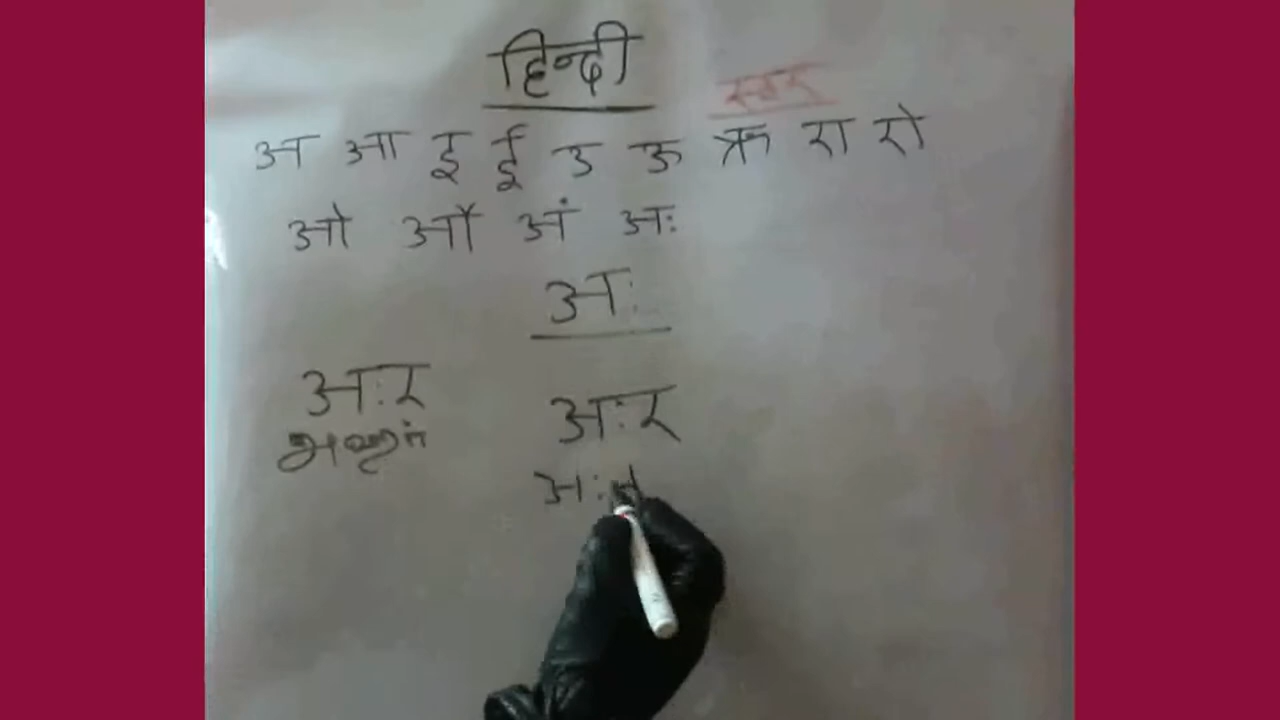 हिन्दी
स्वर
अ आ इ ई उ ऊ ऋ रा रो
ओ औ अं अः
अः
अःर
अःर